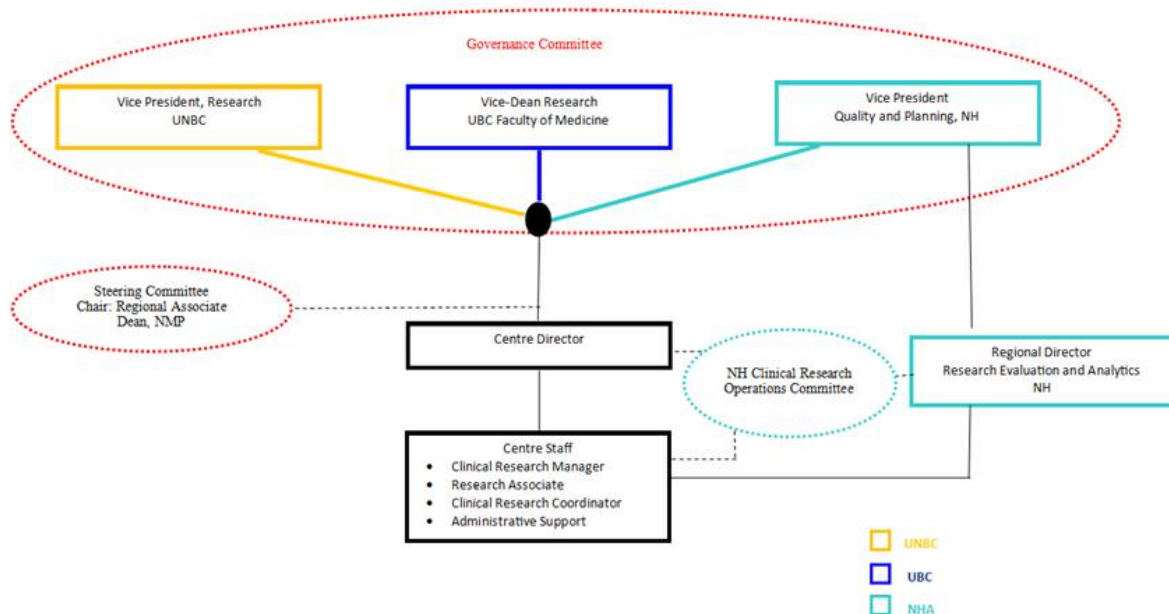 Governance Committee
Vice President, Research
UNBC
Vice-Dean Research
UBC Faculty of Medicine
Vice President
Quality and Planning, NH
Steering Committee
Chair: Regional Associate
Dean, NMP
Centre Director
NH Clinical Research
Operations Committee
Regional Director
Research Evaluation and Analytics
NH
Centre Staff
• Clinical Research Manager
• Research Associate
• Clinical Research Coordinator
• Administrative Support
UNBC
UBC
NHA